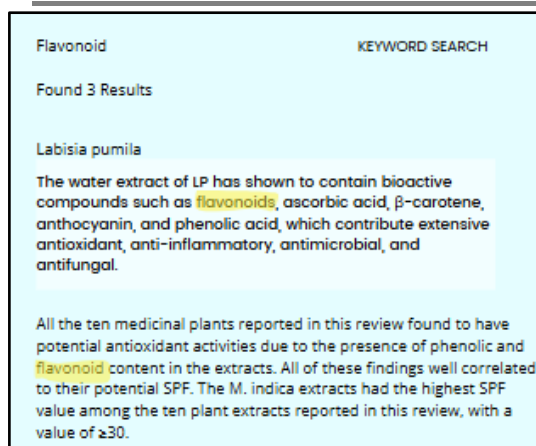 Flavonoid KEYWORD SEARCH
Found 3 Results
Labisia pumila
The water extract of LP has shown to contain bioactive
compounds such as flavonoids, ascorbic acid, β-carotene,
anthocyanin, and phenolic acid, which contribute extensive
antioxidant, anti-inflammatory, antimicrobial, and
antifungal.
All the ten medicinal plants reported in this review found to have
potential antioxidant activities due to the presence of phenolic and
flavonoid content in the extracts. All of these findings well correlated
to their potential SPF. The M. indica extracts had the highest SPF
value among the ten plant extracts reported in this review, with a
value of ≥30.